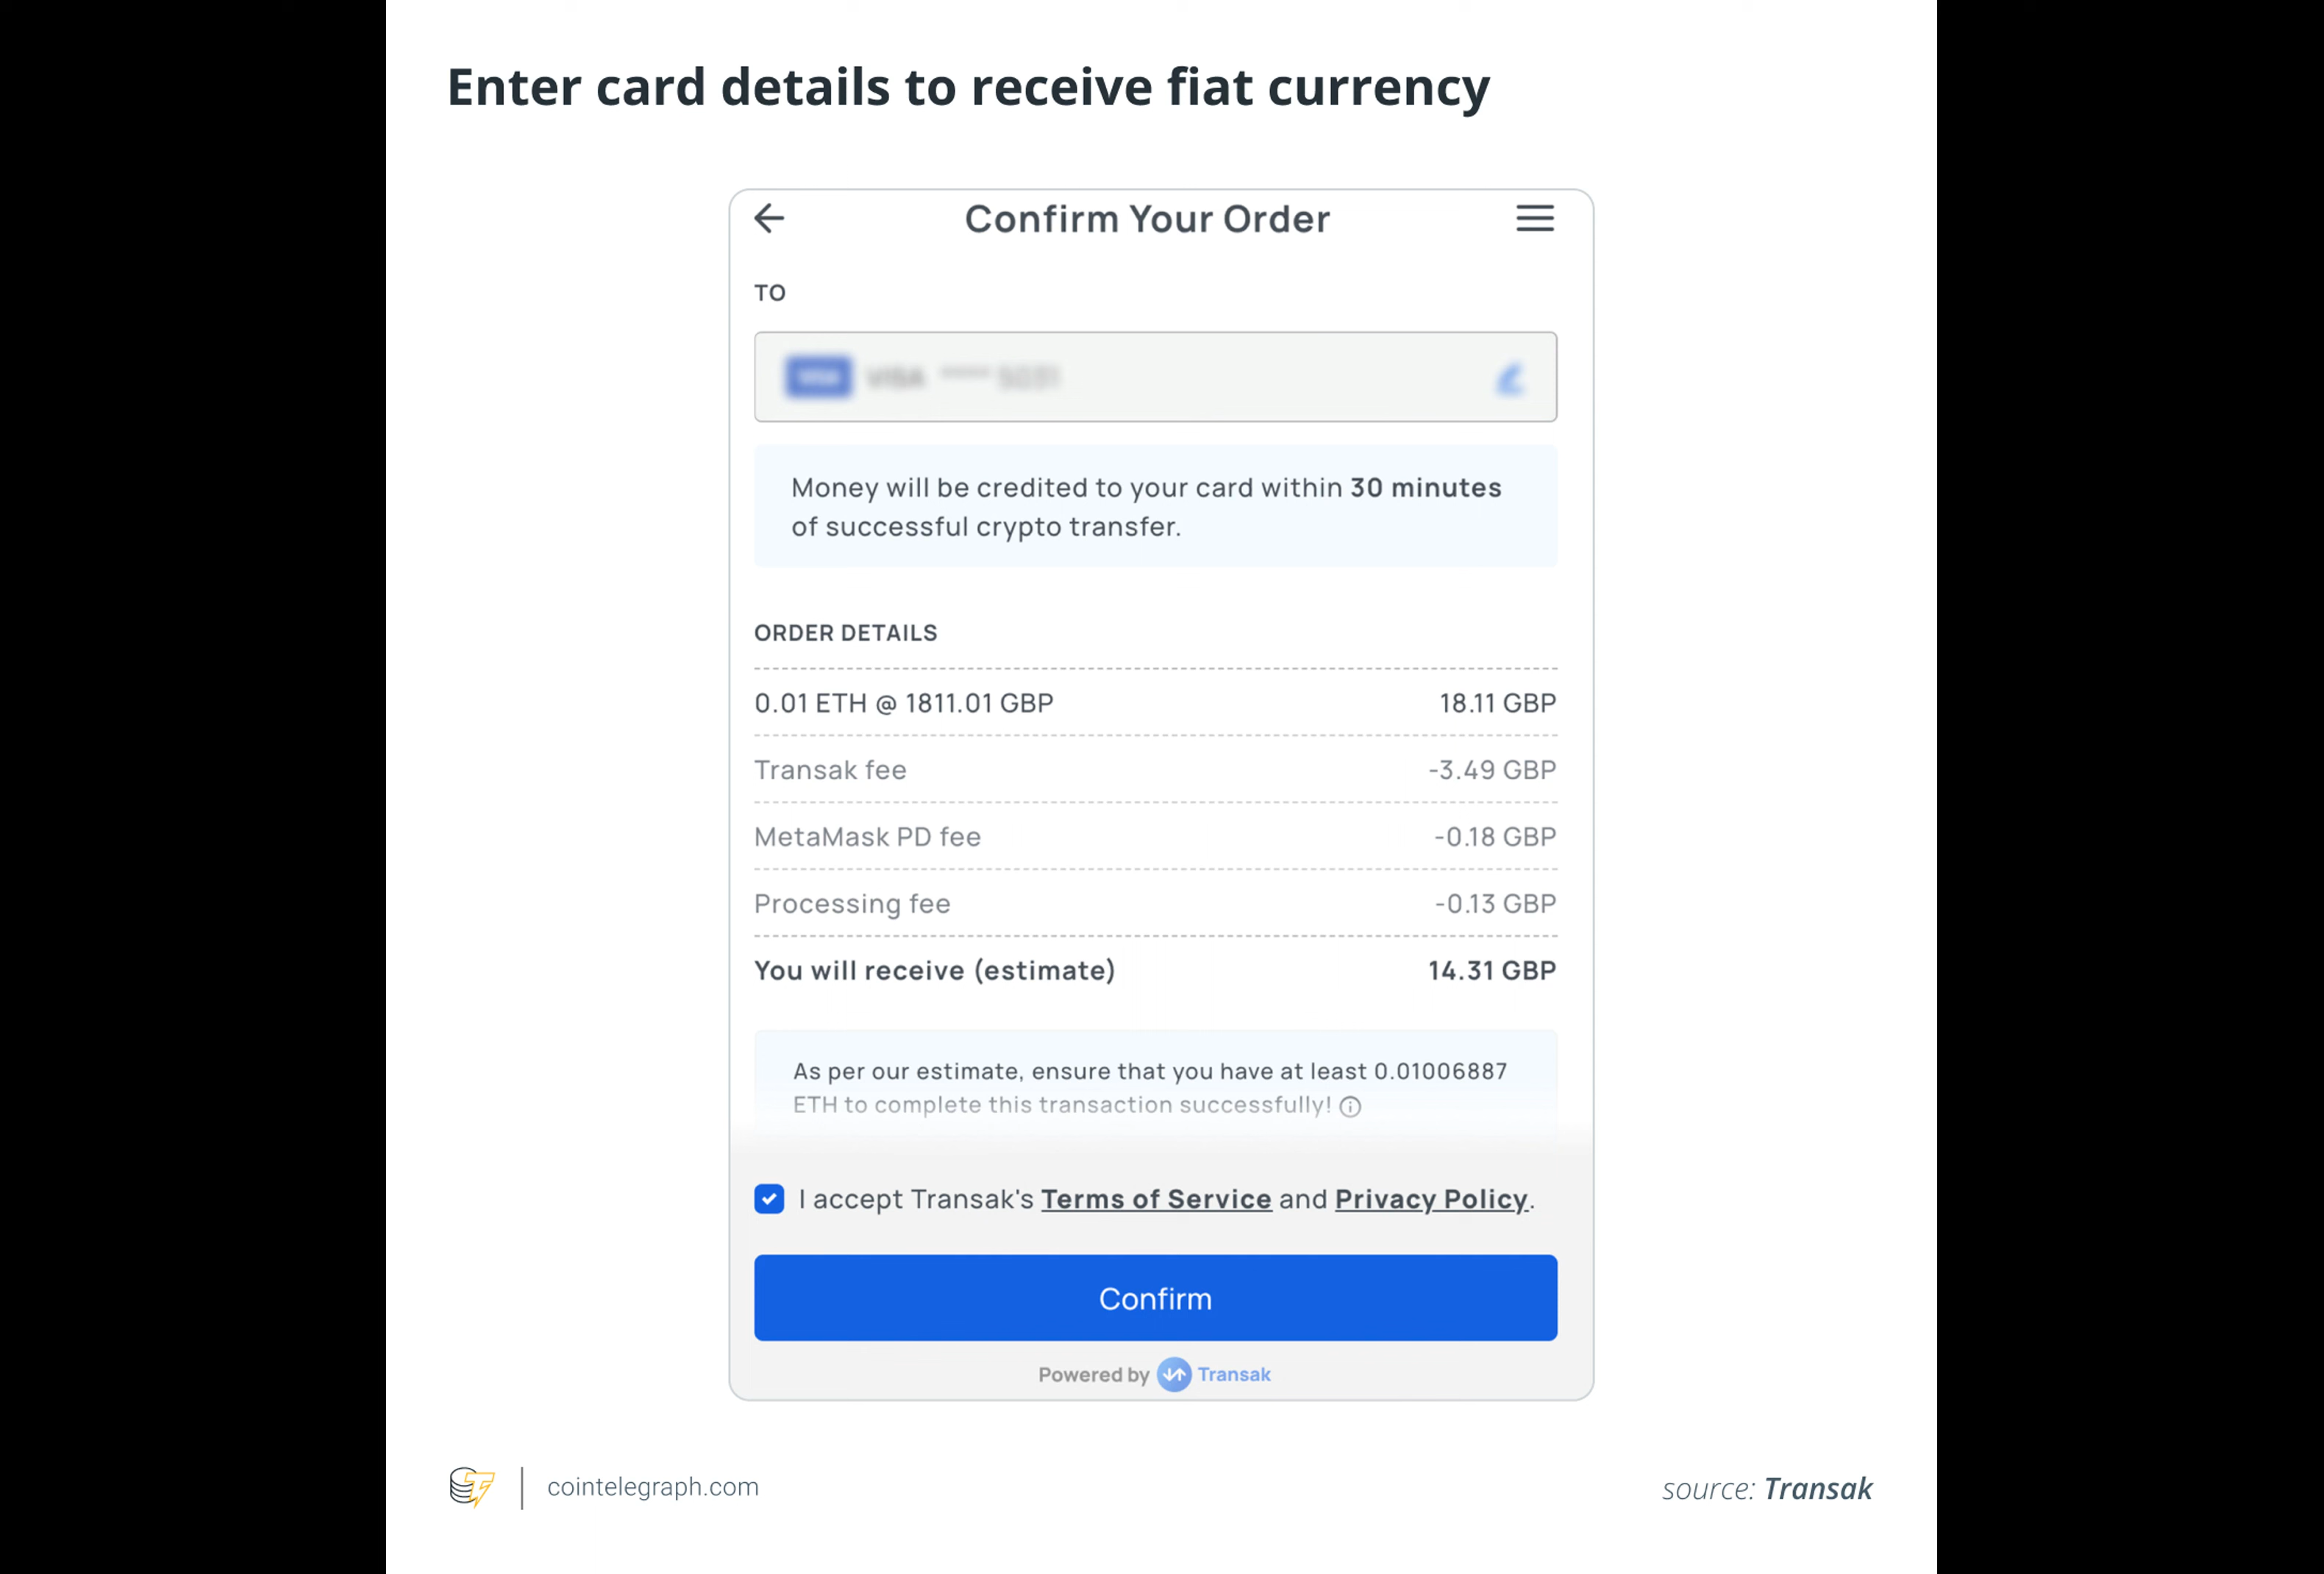 Enter card details to receive fiat currency
Confirm Your Order
TO
VISA **** 5031
Money will be credited to your card within 30 minutes
of successful crypto transfer.
ORDER DETAILS
0.01 ETH @ 1811.01 GBP 18.11 GBP
Transak fee -3.49 GBP
MetaMask PD fee -0.18 GBP
Processing fee -0.13 GBP
You will receive (estimate) 14.31 GBP
As per our estimate, ensure that you have at least 0.01006887
ETH to complete this transaction successfully!
I accept Transak's Terms of Service and Privacy Policy.
Confirm
Powered by Transak
cointelegraph.com
source: Transak